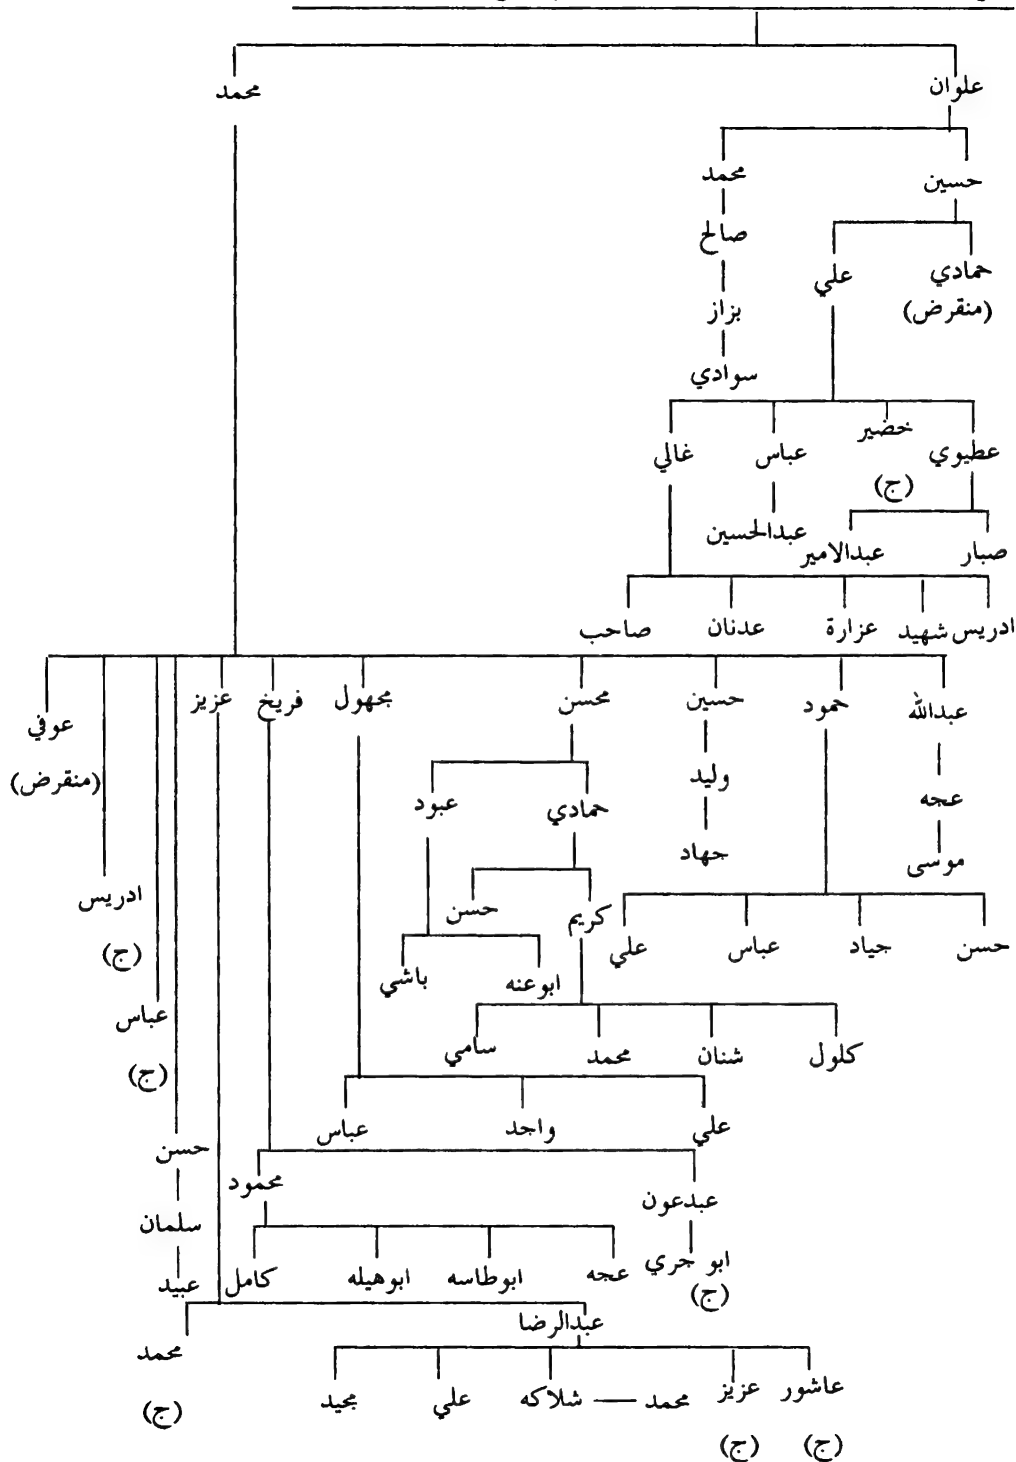 علوان محمد
حسين محمد
صالح
حمادي علي
(منقرض) بزاز
سوادي
عطيوي خضير عباس غالي
(ج)
صبار عبدالامير عبدالحسين
ادريس شهيد عزارة عدنان صاحب
عبدالله حمود حسين محسن مجهول فريخ عزيز عوفي
عجه وليد حمادي عبود (منقرض)
موسى جهاد
حسن جياد عباس علي كريم حسن ادريس
ابوعنه باشي (ج)
كلول شنان محمد سامي عباس
(ج)
علي واجد عباس
عبدعون محمود حسن
ابو جري عجه ابوطاسه ابوهيله كامل سلمان
(ج) عبيد
عبدالرضا محمد
عاشور عزيز محمد شلاكه علي مجيد (ج)
(ج) (ج)